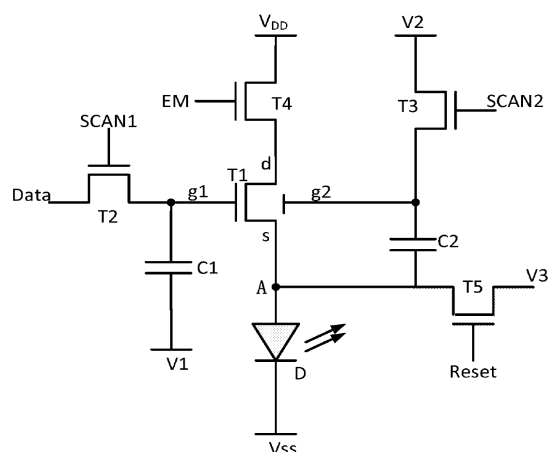 V_DD
V2
EM
T4
T3
SCAN2
SCAN1
d
T1
g1
g2
Data
T2
s
C1
C2
A
T5
V3
V1
D
Reset
Vss